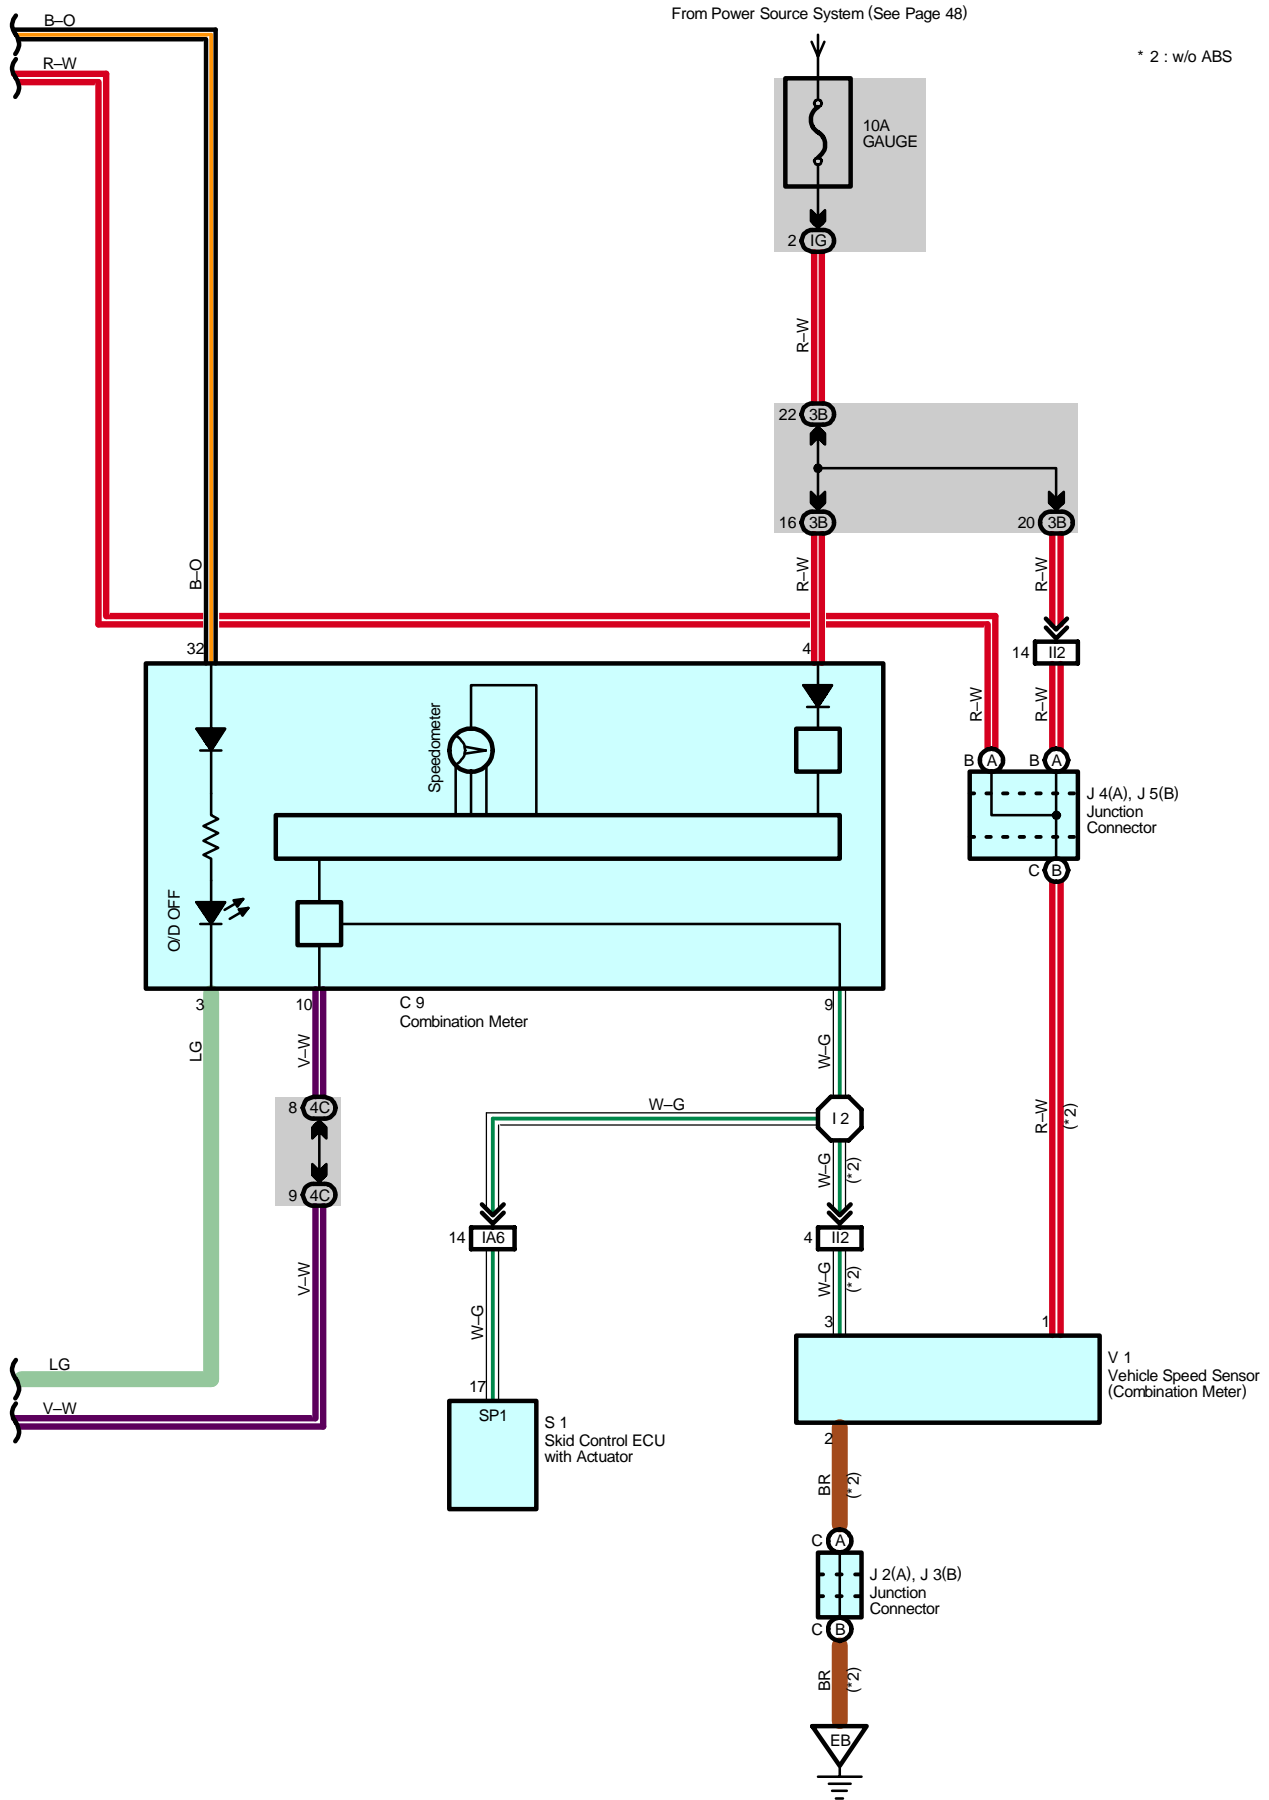 From Power Source System (See Page 48)
B–O
R–W
* 2 : w/o ABS
10A
GAUGE
2 IG
R–W
22 3B
16 3B
20 3B
B–O
R–W
R–W
32
4
14 II2
R–W
R–W
Speedometer
B A
B A
J 4(A), J 5(B)
Junction
Connector
C B
O/D OFF
3
10
C 9
Combination Meter
9
LG
V–W
W–G
8 4C
W–G
I 2
R–W
(* 2)
W–G
(* 2)
9 4C
14 IA6
4 II2
V–W
W–G
W–G
(* 2)
3
1
LG
V–W
V 1
Vehicle Speed Sensor
(Combination Meter)
17
SP1
S 1
Skid Control ECU
with Actuator
2
BR
(* 2)
C A
J 2(A), J 3(B)
Junction
Connector
C B
BR
(* 2)
EB